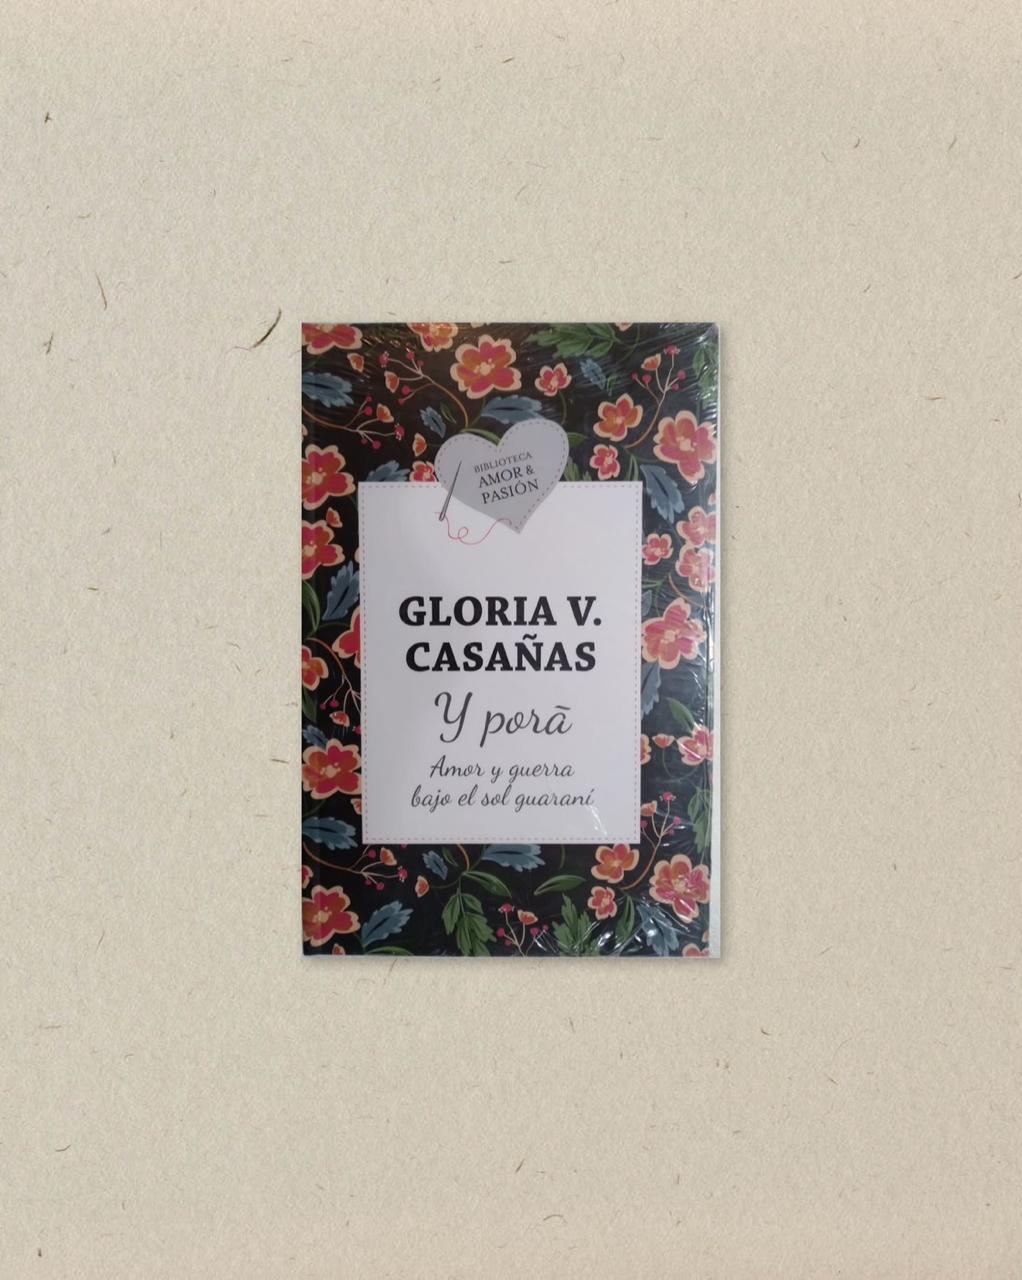 BIBLIOTECA
AMOR &
PASIÓN
GLORIA V.
CASAÑAS
Y porã
Amor y guerra
bajo el sol guaraní